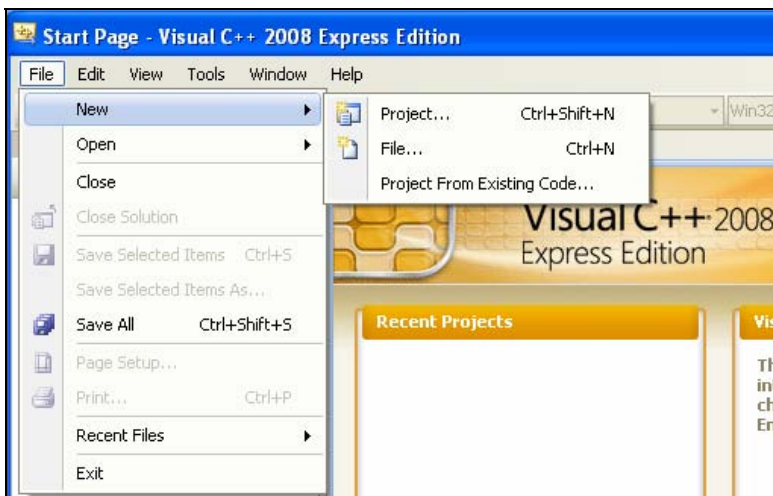 Start Page - Visual C++ 2008 Express Edition
File Edit View Tools Window Help
New
Open
Close
Close Solution
Save Selected Items Ctrl+S
Save Selected Items As...
Save All Ctrl+Shift+S
Page Setup...
Print... Ctrl+P
Recent Files
Exit
Project... Ctrl+Shift+N
File... Ctrl+N
Project From Existing Code...
Win32
Visual C++ 2008
Express Edition
Recent Projects